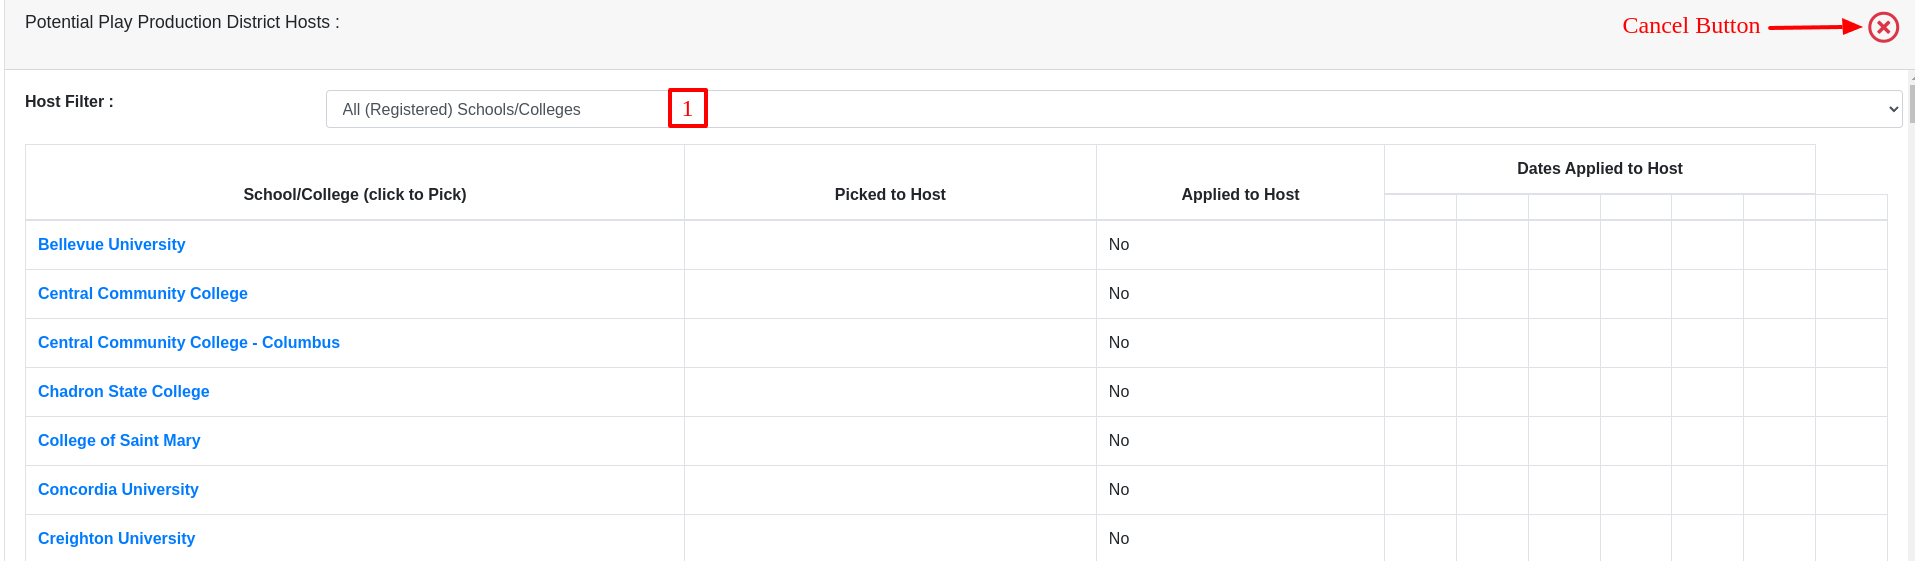 Potential Play Production District Hosts :
Cancel Button
Host Filter :
All (Registered) Schools/Colleges
1
Dates Applied to Host
School/College (click to Pick) Picked to Host Applied to Host
Bellevue University No
Central Community College No
Central Community College - Columbus No
Chadron State College No
College of Saint Mary No
Concordia University No
Creighton University No